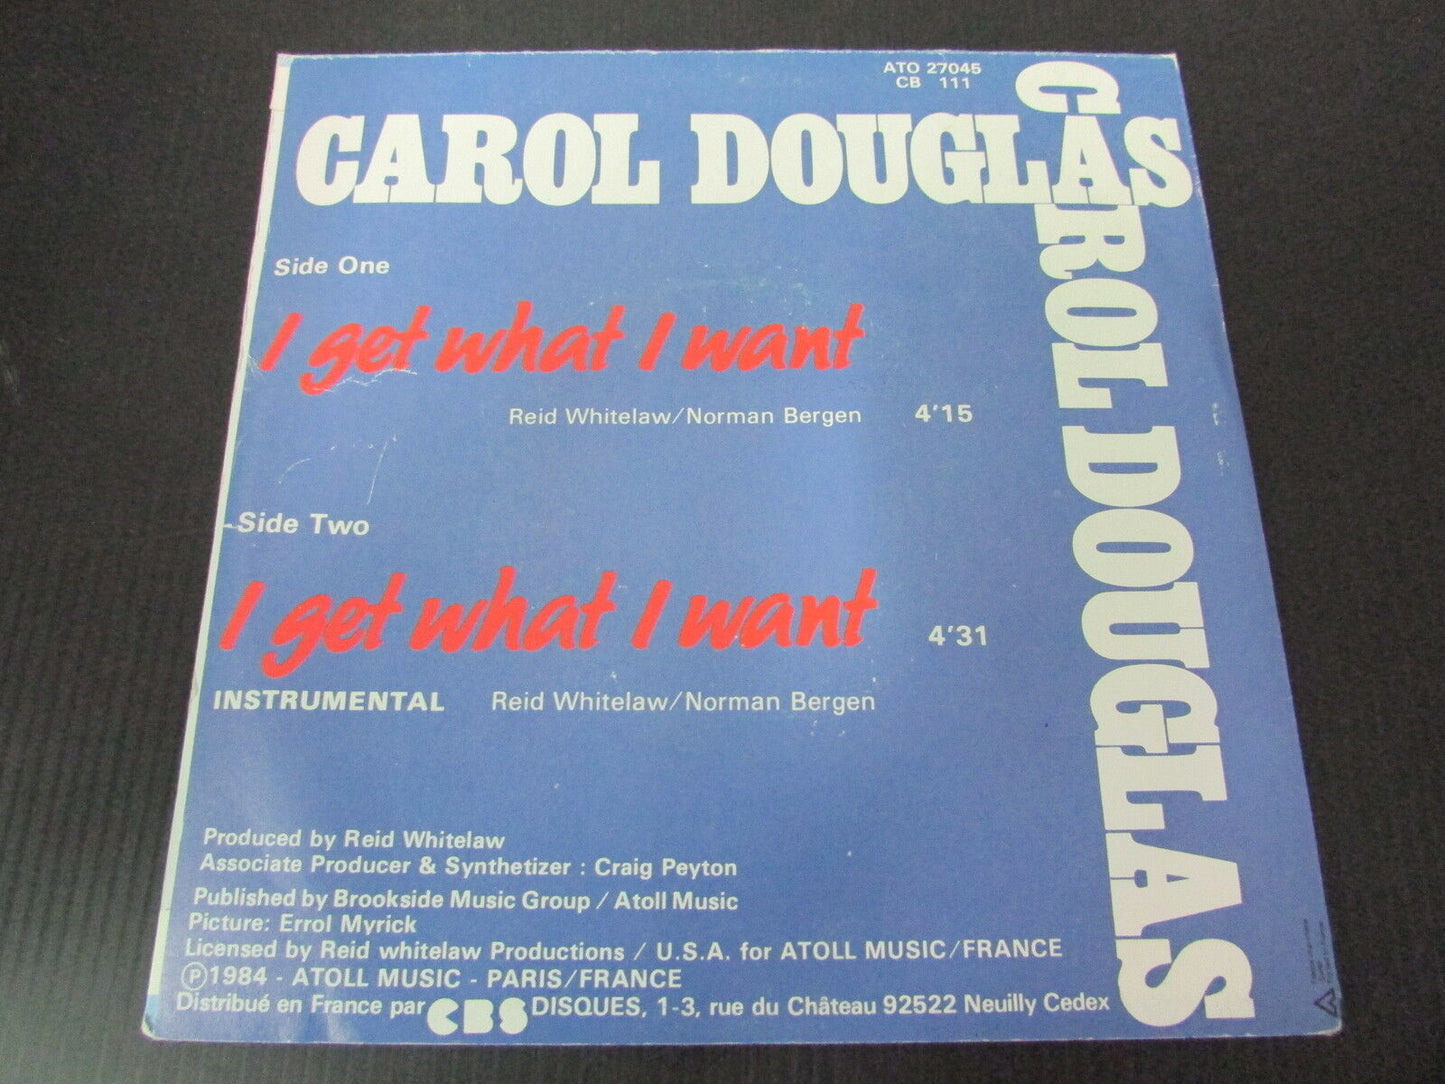 ATO 27045
CB 111
CAROL DOUGLAS
CAROL DOUGLAS
Side One
I get what I want
Reid Whitelaw/Norman Bergen 4'15
Side Two
I get what I want
4'31
INSTRUMENTAL Reid Whitelaw/Norman Bergen
Produced by Reid Whitelaw
Associate Producer & Synthetizer : Craig Peyton
Published by Brookside Music Group / Atoll Music
Picture: Errol Myrick
Licensed by Reid whitelaw Productions / U.S.A. for ATOLL MUSIC/FRANCE
Ⓟ1984 - ATOLL MUSIC - PARIS/FRANCE
Distribué en France par CBS DISQUES, 1-3, rue du Château 92522 Neuilly Cedex